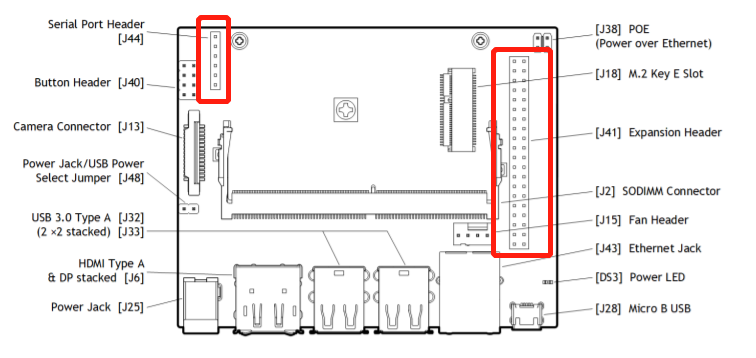 Serial Port Header
[J44]
Button Header [J40]
Camera Connector [J13]
Power Jack/USB Power
Select Jumper [J48]
USB 3.0 Type A [J32]
(2 ×2 stacked) [J33]
HDMI Type A
& DP stacked [J6]
Power Jack [J25]
[J38] POE
(Power over Ethernet)
[J18] M.2 Key E Slot
[J41] Expansion Header
[J2] SODIMM Connector
[J15] Fan Header
[J43] Ethernet Jack
[DS3] Power LED
[J28] Micro B USB